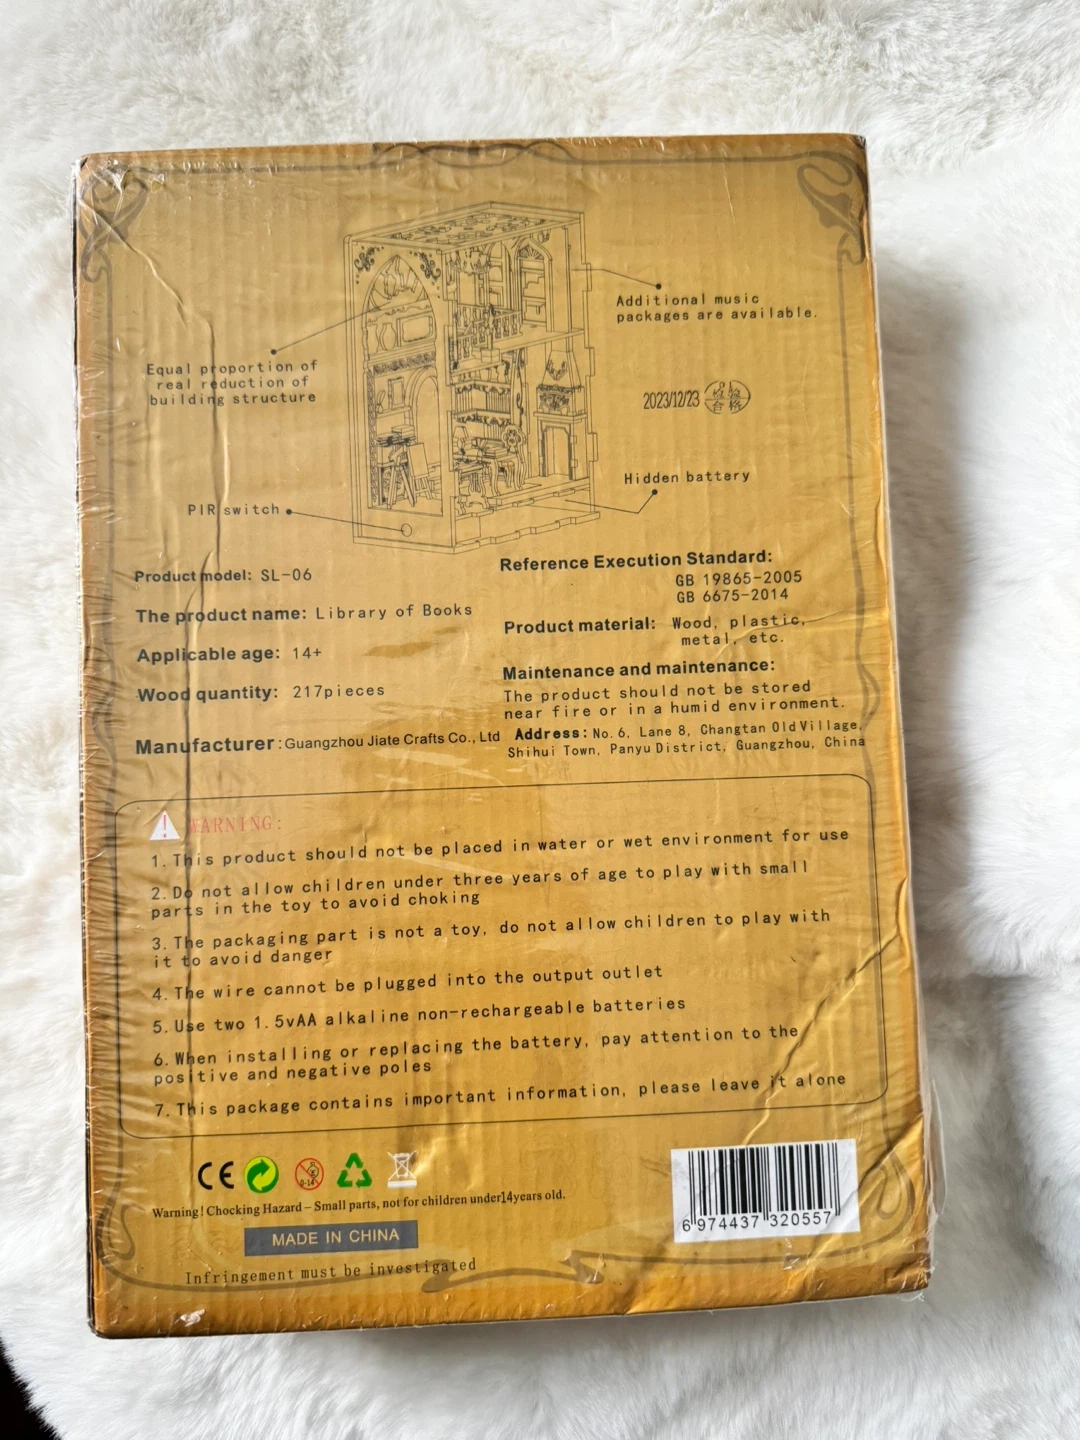 Additional music
packages are available.
Equal proportion of
real reduction of
building structure
2023/12/23
合格
Hidden battery
PIR switch
Product model: SL-06
The product name: Library of Books
Applicable age: 14+
Wood quantity: 217pieces
Manufacturer:Guangzhou Jiate Crafts Co., Ltd
Reference Execution Standard:
GB 19865-2005
GB 6675-2014
Product material: Wood, plastic,
metal, etc.
Maintenance and maintenance:
The product should not be stored
near fire or in a humid environment.
Address: No. 6, Lane 8, Changtan Old Village,
Shihui Town, Panyu District, Guangzhou, China
WARNING:
1. This product should not be placed in water or wet environment for use
2. Do not allow children under three years of age to play with small
parts in the toy to avoid choking
3. The packaging part is not a toy, do not allow children to play with
it to avoid danger
4. The wire cannot be plugged into the output outlet
5. Use two 1.5vAA alkaline non-rechargeable batteries
6. When installing or replacing the battery, pay attention to the
positive and negative poles
7. This package contains important information, please leave it alone
CE
0-14
Warning! Chocking Hazard – Small parts, not for children under14years old.
MADE IN CHINA
Infringement must be investigated
6 974437 320557